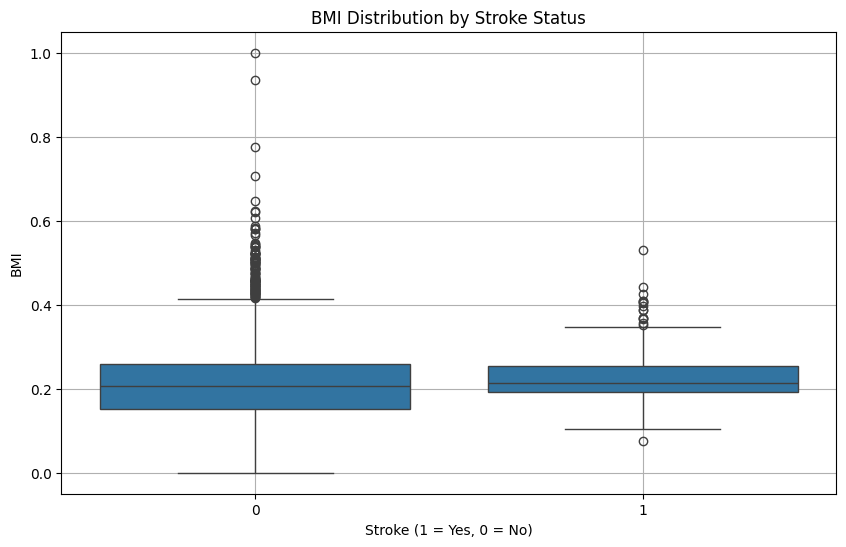 BMI Distribution by Stroke Status
1.0
0.8
0.6
0.4
0.2
0.0
BMI
0 1
Stroke (1 = Yes, 0 = No)